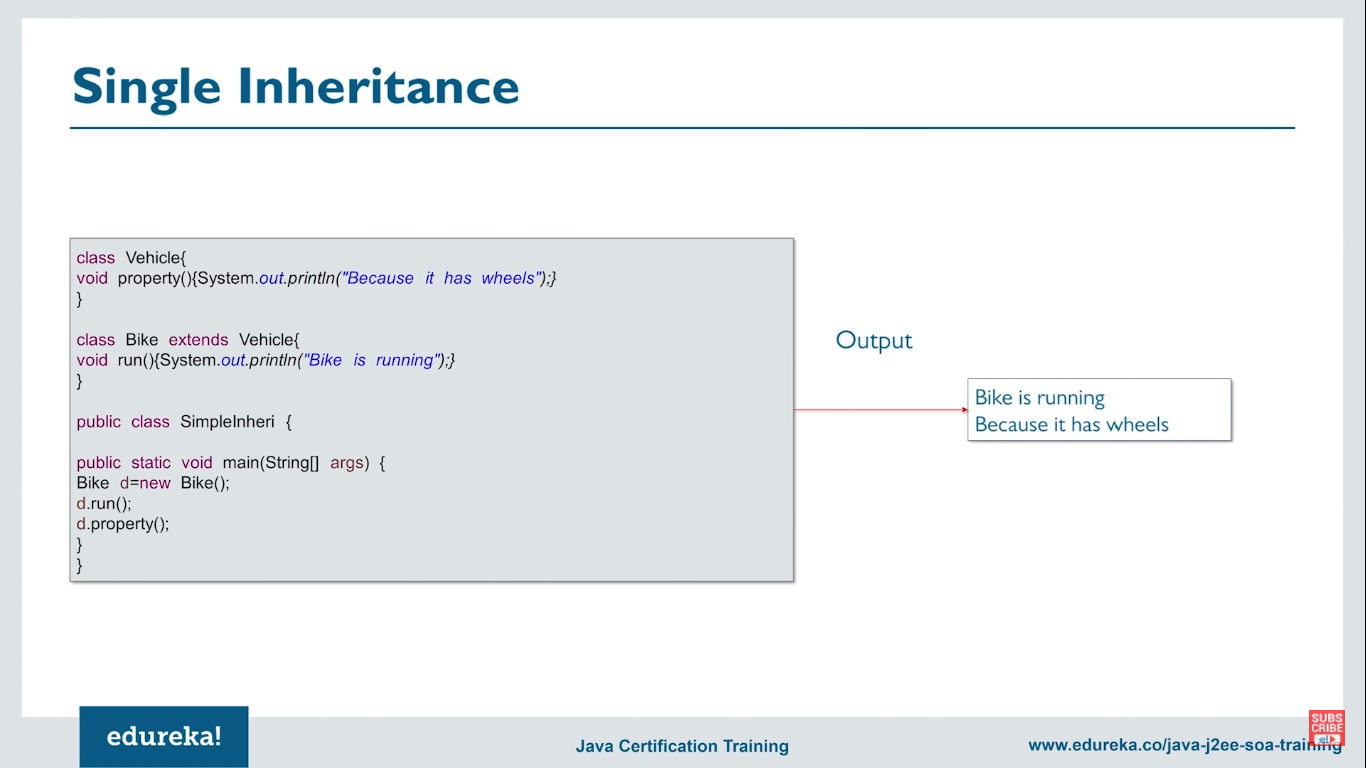 Single Inheritance
class Vehicle{
void property(){System.out.println("Because it has wheels");}
}
class Bike extends Vehicle{
void run(){System.out.println("Bike is running");}
}
public class SimpleInheri {
public static void main(String[] args) {
Bike d=new Bike();
d.run();
d.property();
}
}
Output
Bike is running
Because it has wheels
edureka!
Java Certification Training
www.edureka.co/java-j2ee-soa-training
SUBS
CRIBE